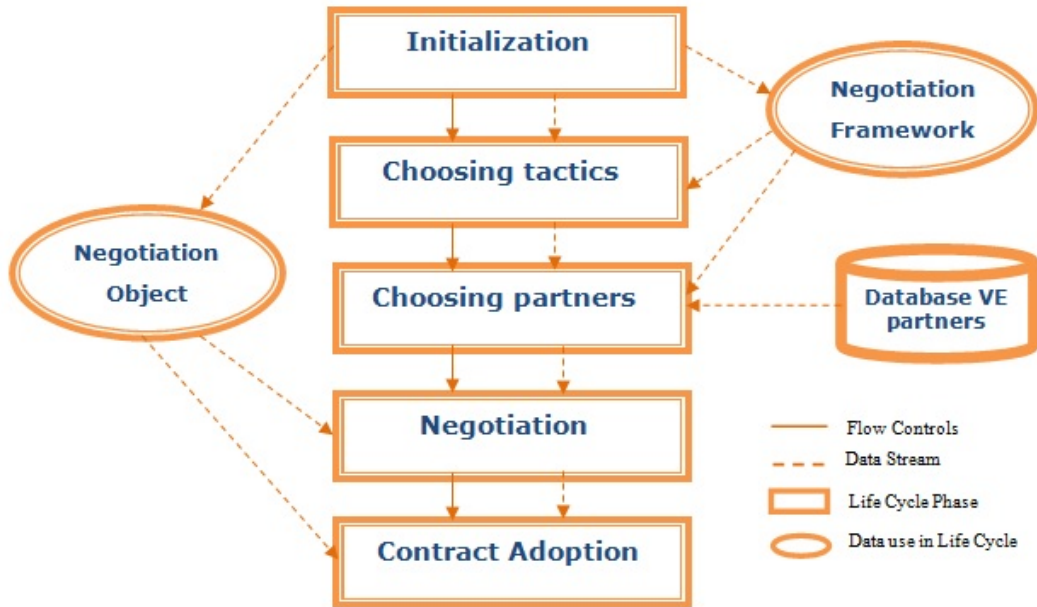 Initialization
Negotiation
Framework
Choosing tactics
Negotiation
Object
Choosing partners
Database VE
partners
Negotiation
Flow Controls
Data Stream
Life Cycle Phase
Data use in Life Cycle
Contract Adoption